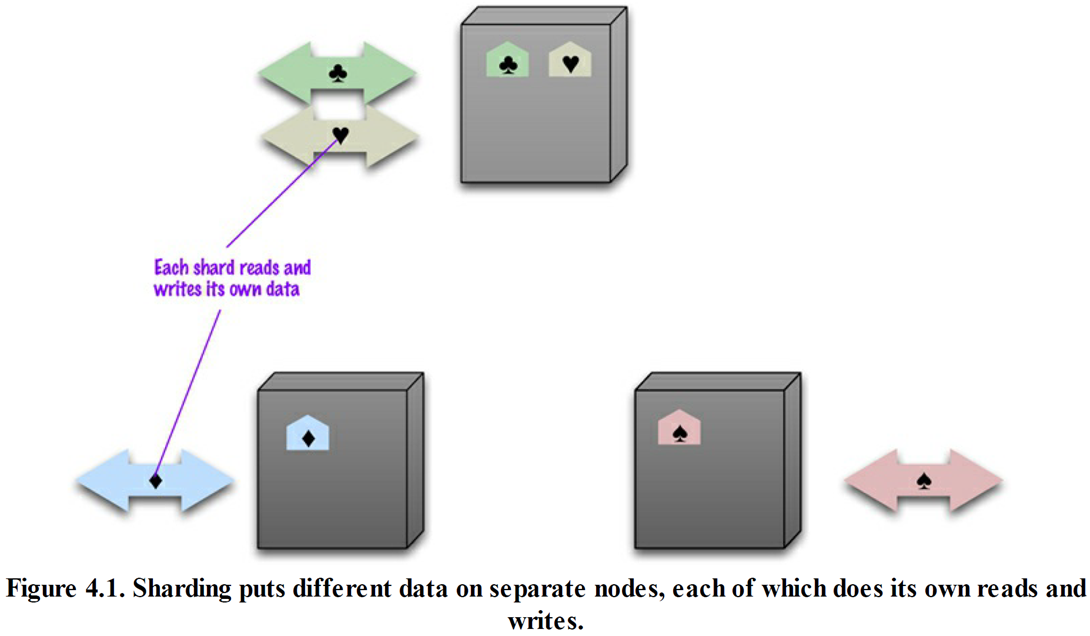 ♣
♥
♣ ♥
Each shard reads and
writes its own data
♦
♦
♠
♠
Figure 4.1. Sharding puts different data on separate nodes, each of which does its own reads and
writes.